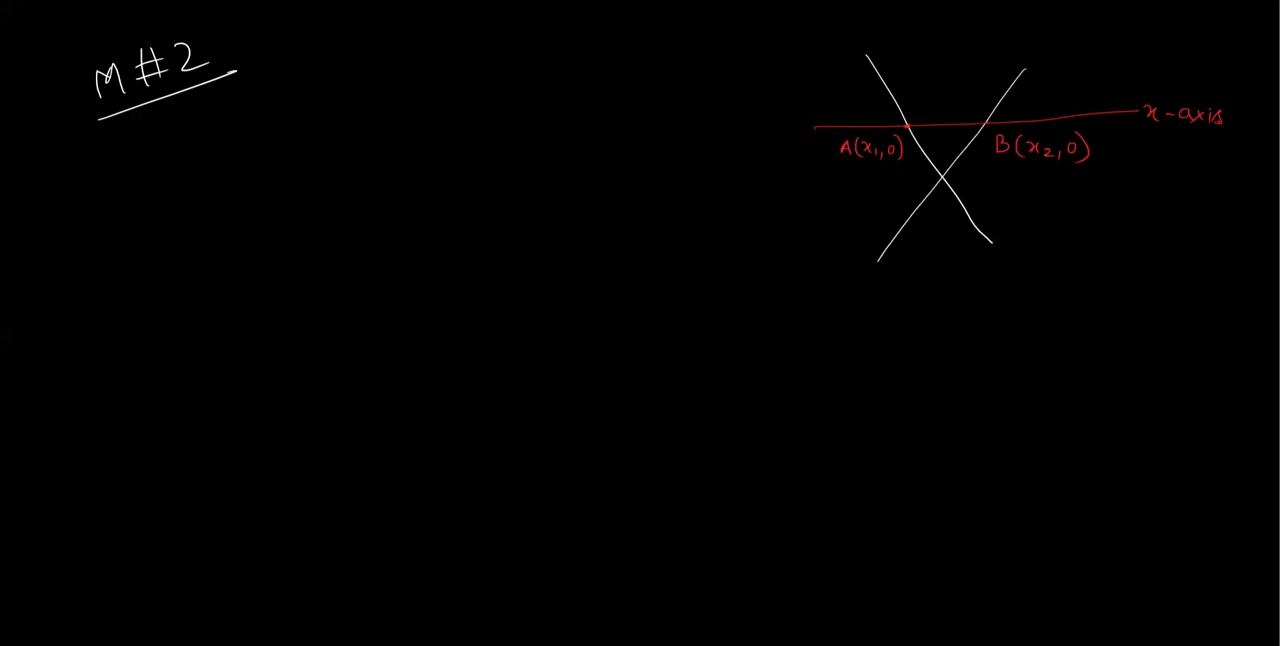 M#2
x-axis
A(x₁,0)
B(x₂,0)